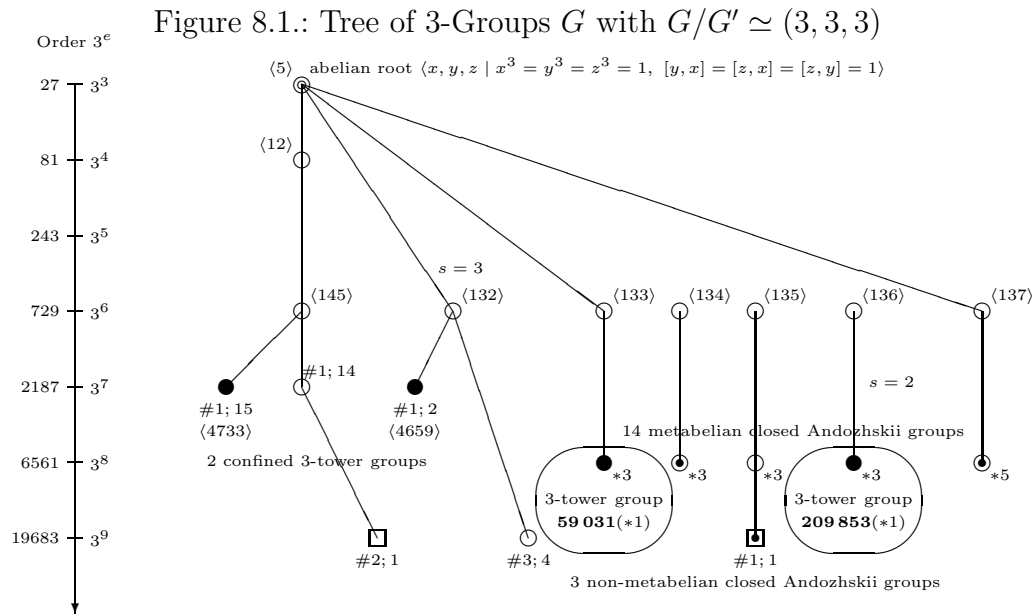 Figure 8.1.: Tree of 3-Groups G with G/G′ ≃ (3, 3, 3)
Order 3^e
⟨5⟩ abelian root ⟨x, y, z | x^3 = y^3 = z^3 = 1, [y, x] = [z, x] = [z, y] = 1⟩
27 3^3
⟨12⟩
81 3^4
243 3^5
s = 3
⟨145⟩ ⟨132⟩ ⟨133⟩ ⟨134⟩ ⟨135⟩ ⟨136⟩ ⟨137⟩
729 3^6
#1; 14
s = 2
2187 3^7
#1; 15 #1; 2
⟨4733⟩ ⟨4659⟩
14 metabelian closed Andozhskii groups
2 confined 3-tower groups
6561 3^8
∗3 ∗3 ∗3 ∗3 ∗5
3-tower group 3-tower group
59 031(∗1) 209 853(∗1)
19683 3^9
#2; 1 #3; 4 #1; 1
3 non-metabelian closed Andozhskii groups